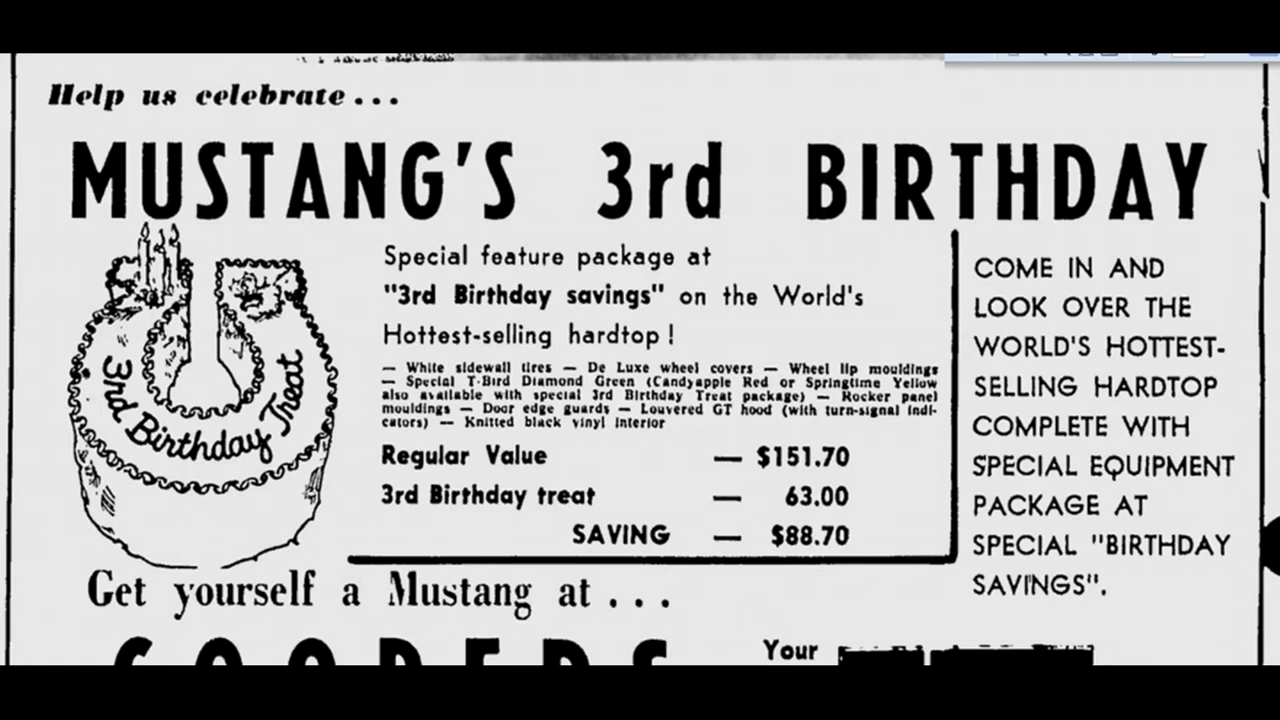 Help us celebrate...
MUSTANG'S 3rd BIRTHDAY
3rd Birthday Treat
Special feature package at
"3rd Birthday savings" on the World's
Hottest-selling hardtop!
— White sidewall tires — De Luxe wheel covers — Wheel lip mouldings
— Special T-Bird Diamond Green (Candyapple Red or Springtime Yellow
also available with special 3rd Birthday Treat package) — Rocker panel
mouldings — Door edge guards — Louvered GT hood (with turn-signal indi-
cators) — Knitted black vinyl interior
Regular Value — $151.70
3rd Birthday treat — 63.00
SAVING — $88.70
COME IN AND
LOOK OVER THE
WORLD'S HOTTEST-
SELLING HARDTOP
COMPLETE WITH
SPECIAL EQUIPMENT
PACKAGE AT
SPECIAL "BIRTHDAY
SAVINGS".
Get yourself a Mustang at...
Your